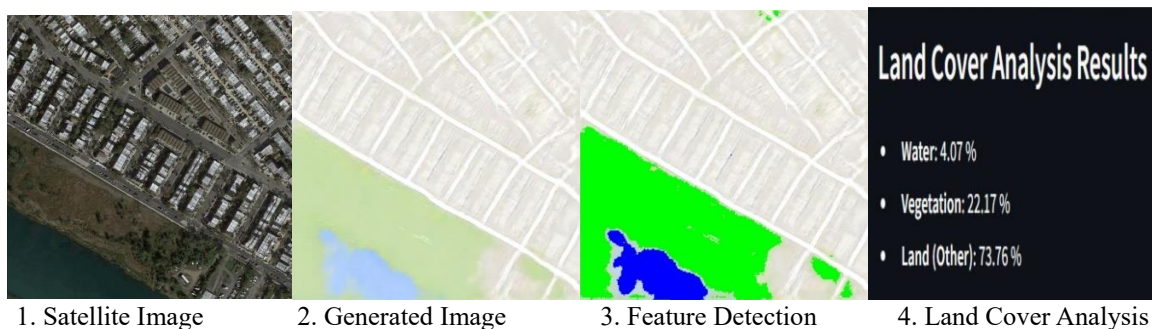 Land Cover Analysis Results
• Water: 4.07 %
• Vegetation: 22.17 %
• Land (Other): 73.76 %
1. Satellite Image
2. Generated Image
3. Feature Detection
4. Land Cover Analysis